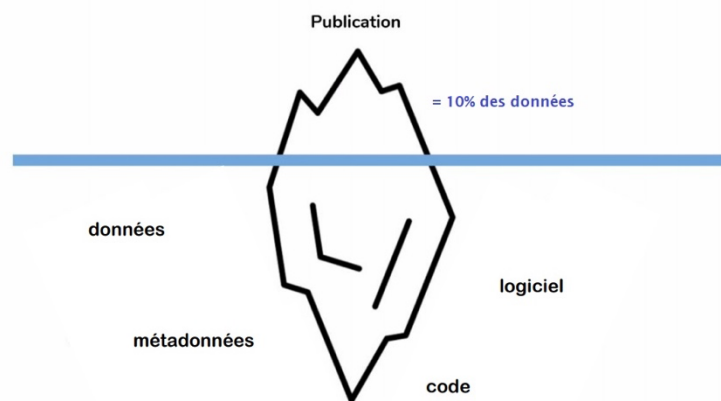 Publication
= 10% des données
données
logiciel
métadonnées
code